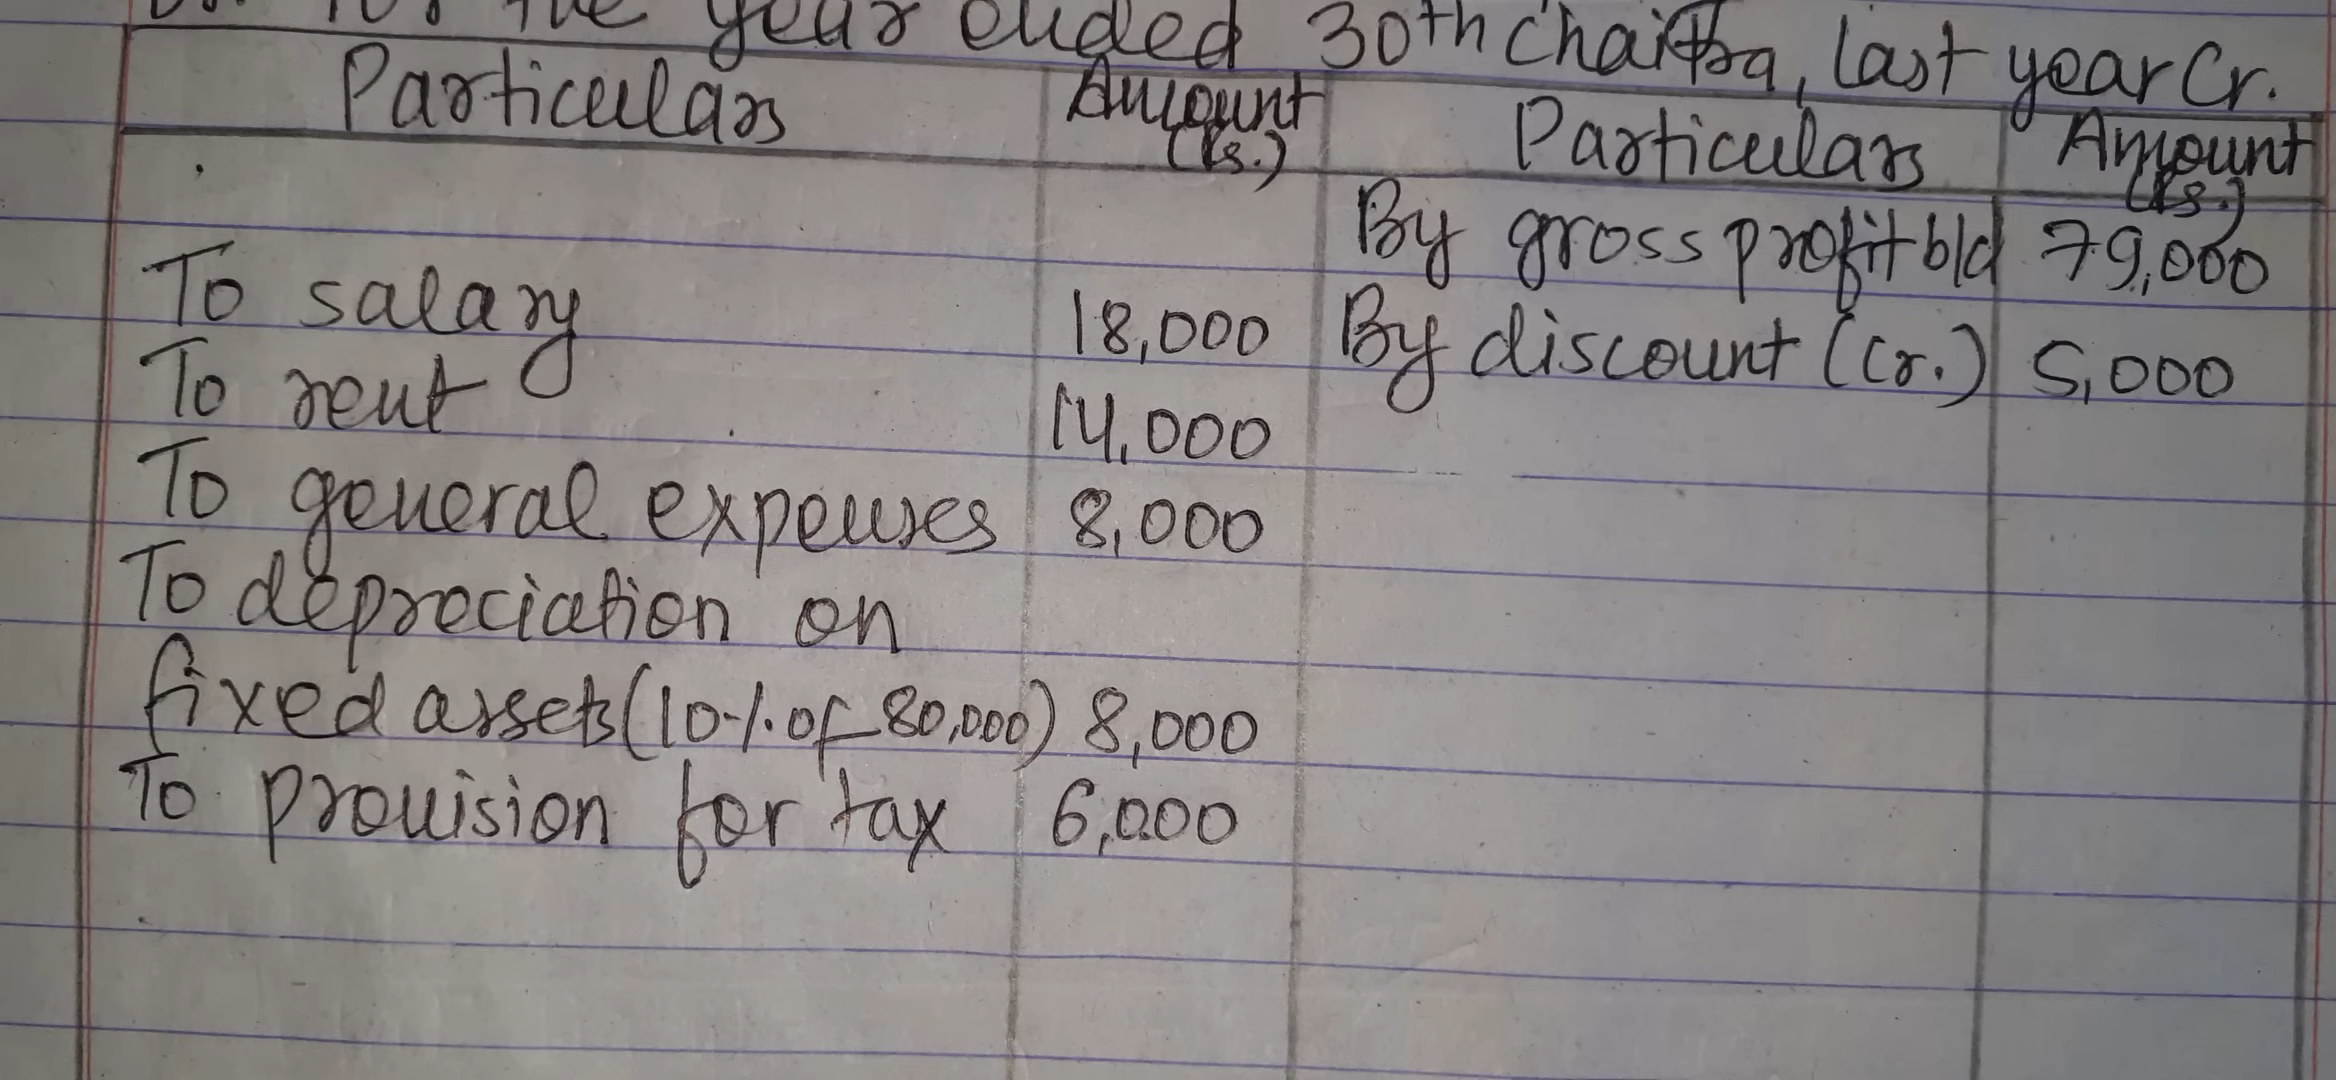 for the year ended 30th Chaitra, last year Cr.
Particulars Amount (Rs.) Particulars Amount (Rs.)
By gross profit b/d 79,000
To salary 18,000 By discount (Cr.) 5,000
To rent 14,000
To general expenses 8,000
To depreciation on
fixed assets (10% of 80,000) 8,000
To provision for tax 6,000